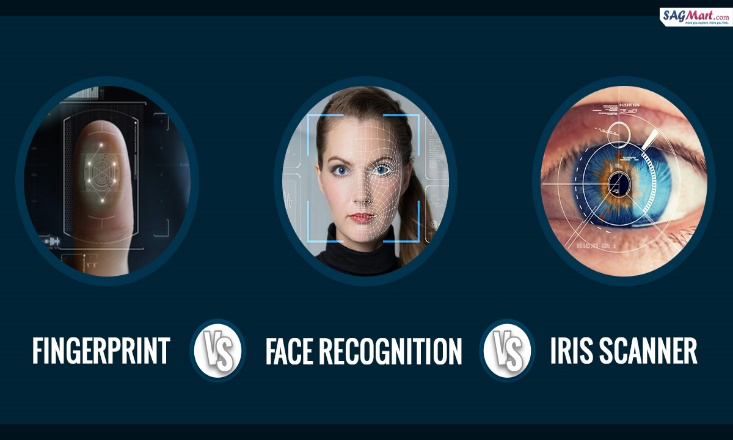 SAGMart.com
FINGERPRINT VS FACE RECOGNITION VS IRIS SCANNER